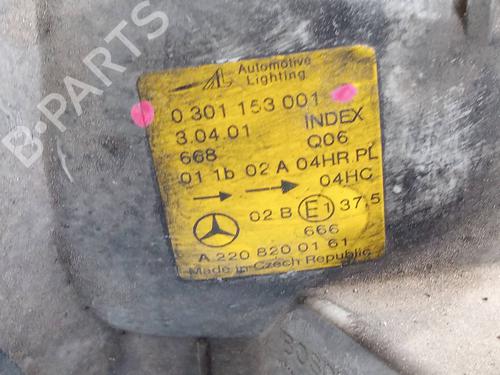 B-PARTS
Automotive
Lighting
0 301 153 001
3.04.01 INDEX
668 Q06
01 1b 02 A 04HR PL
04HC
02 B E1 37,5
666
A 220 820 01 61
Made in Czech Republic